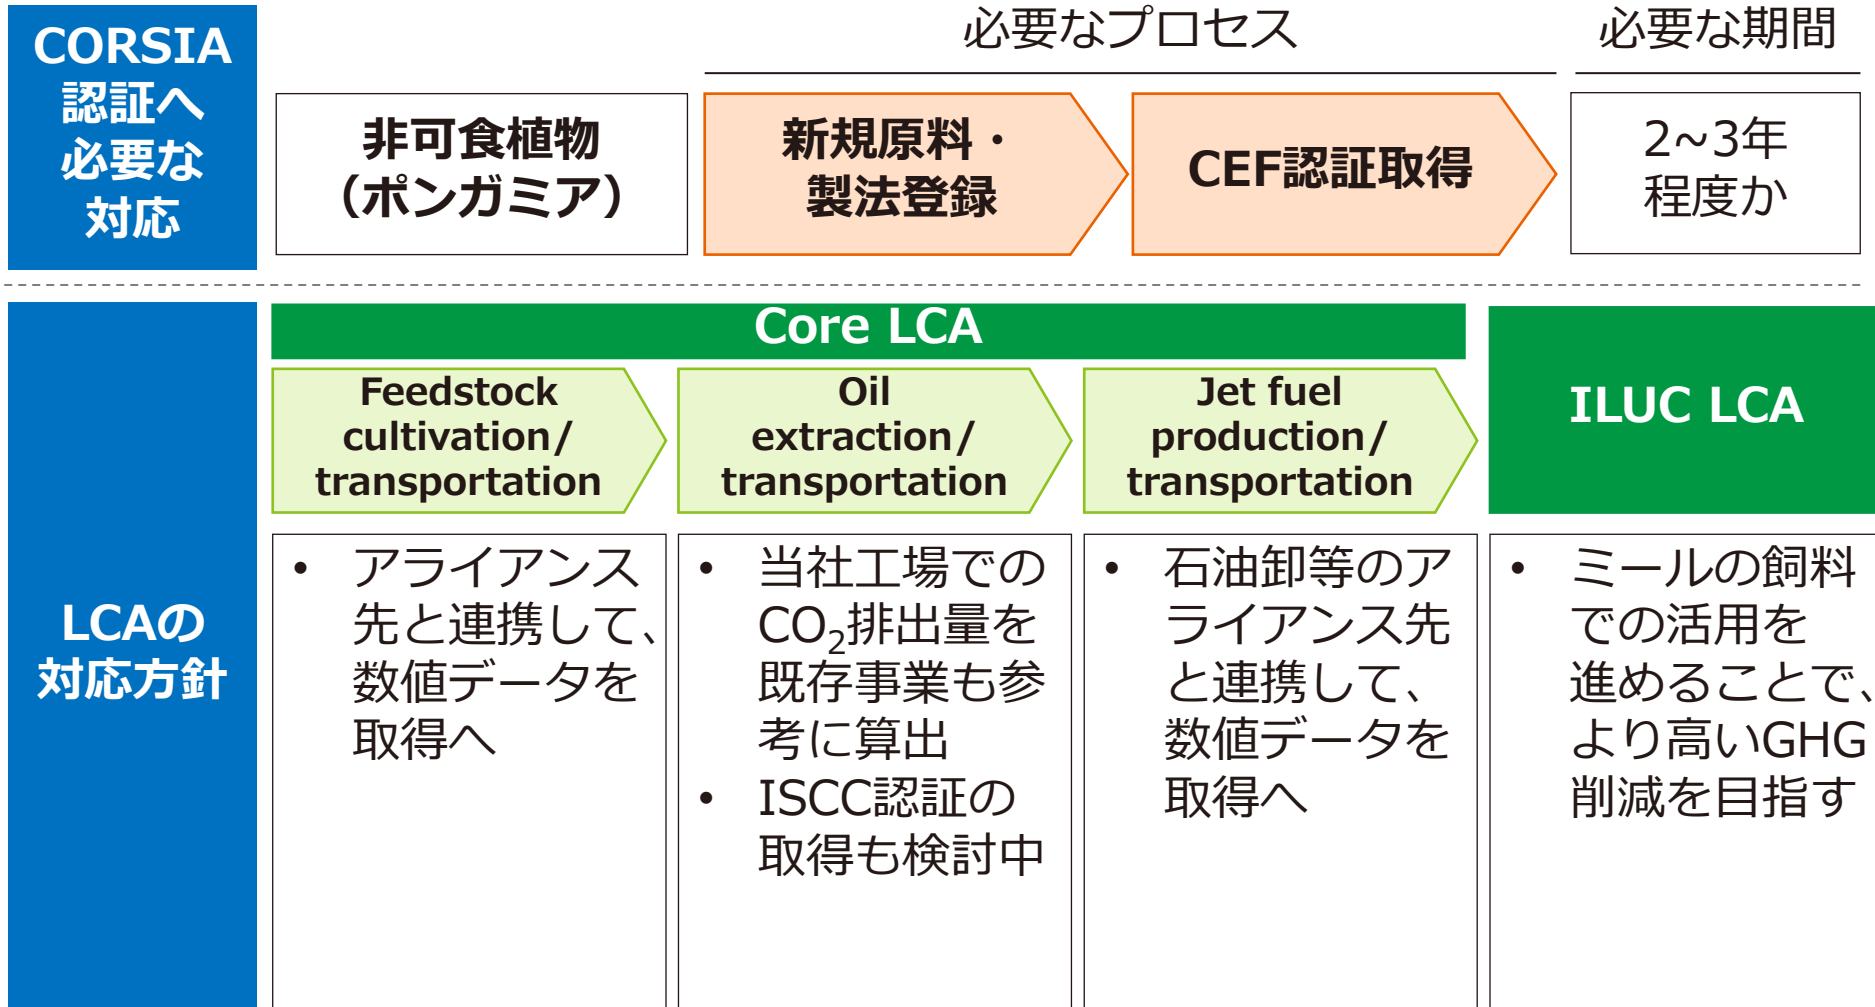 CORSIA
認証へ
必要な
対応
必要なプロセス
必要な期間
非可食植物
（ポンガミア）
新規原料・
製法登録
CEF認証取得
2~3年
程度か
LCAの
対応方針
Core LCA
ILUC LCA
Feedstock
cultivation/
transportation
Oil
extraction/
transportation
Jet fuel
production/
transportation
• アライアンス
先と連携して、
数値データを
取得へ
• 当社工場での
CO₂排出量を
既存事業も参
考に算出
• ISCC認証の
取得も検討中
• 石油卸等のア
ライアンス先
と連携して、
数値データを
取得へ
• ミールの飼料
での活用を
進めることで、
より高いGHG
削減を目指す